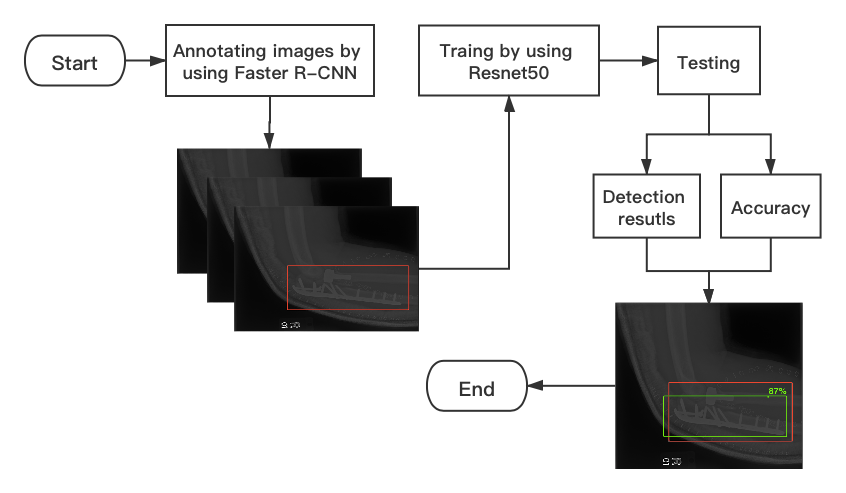 Start
Annotating images by
using Faster R-CNN
Traing by using
Resnet50
Testing
Detection
resutls
Accuracy
87%
End